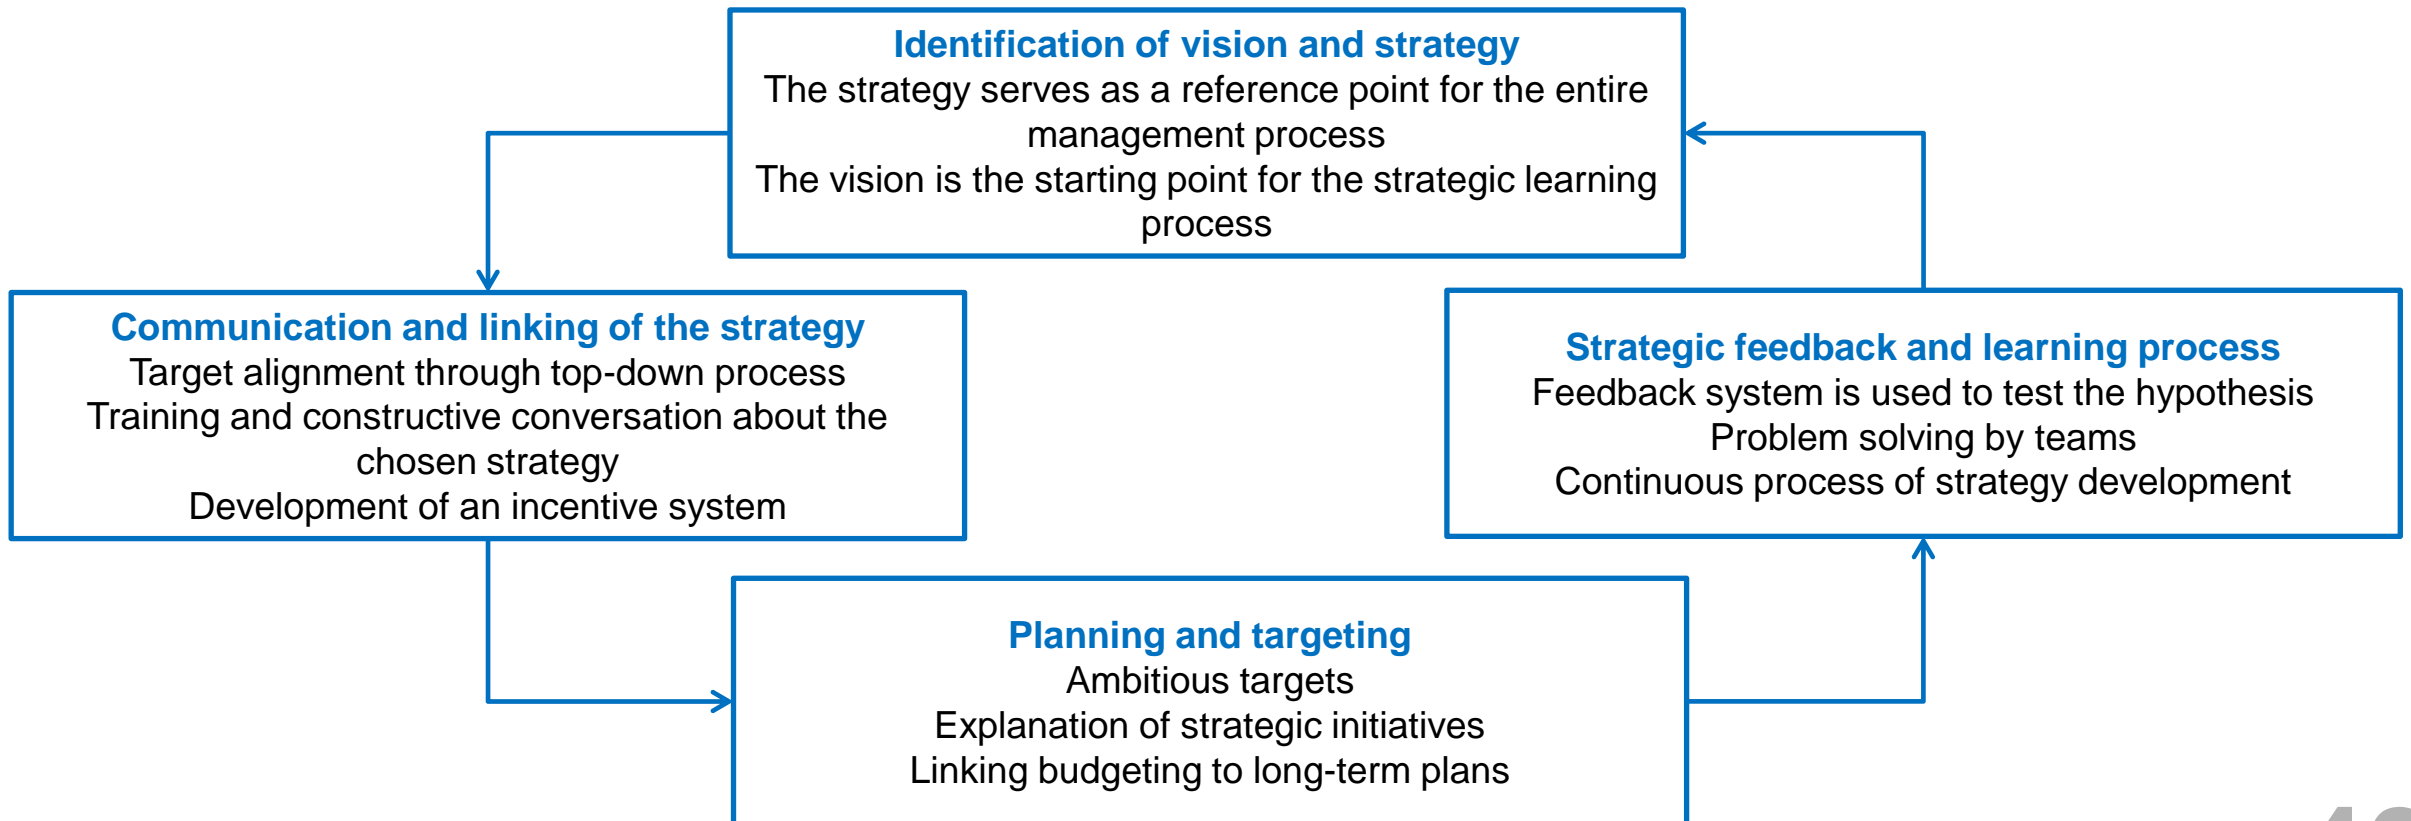 Identification of vision and strategy
The strategy serves as a reference point for the entire
management process
The vision is the starting point for the strategic learning
process
Communication and linking of the strategy
Target alignment through top-down process
Training and constructive conversation about the
chosen strategy
Development of an incentive system
Strategic feedback and learning process
Feedback system is used to test the hypothesis
Problem solving by teams
Continuous process of strategy development
Planning and targeting
Ambitious targets
Explanation of strategic initiatives
Linking budgeting to long-term plans